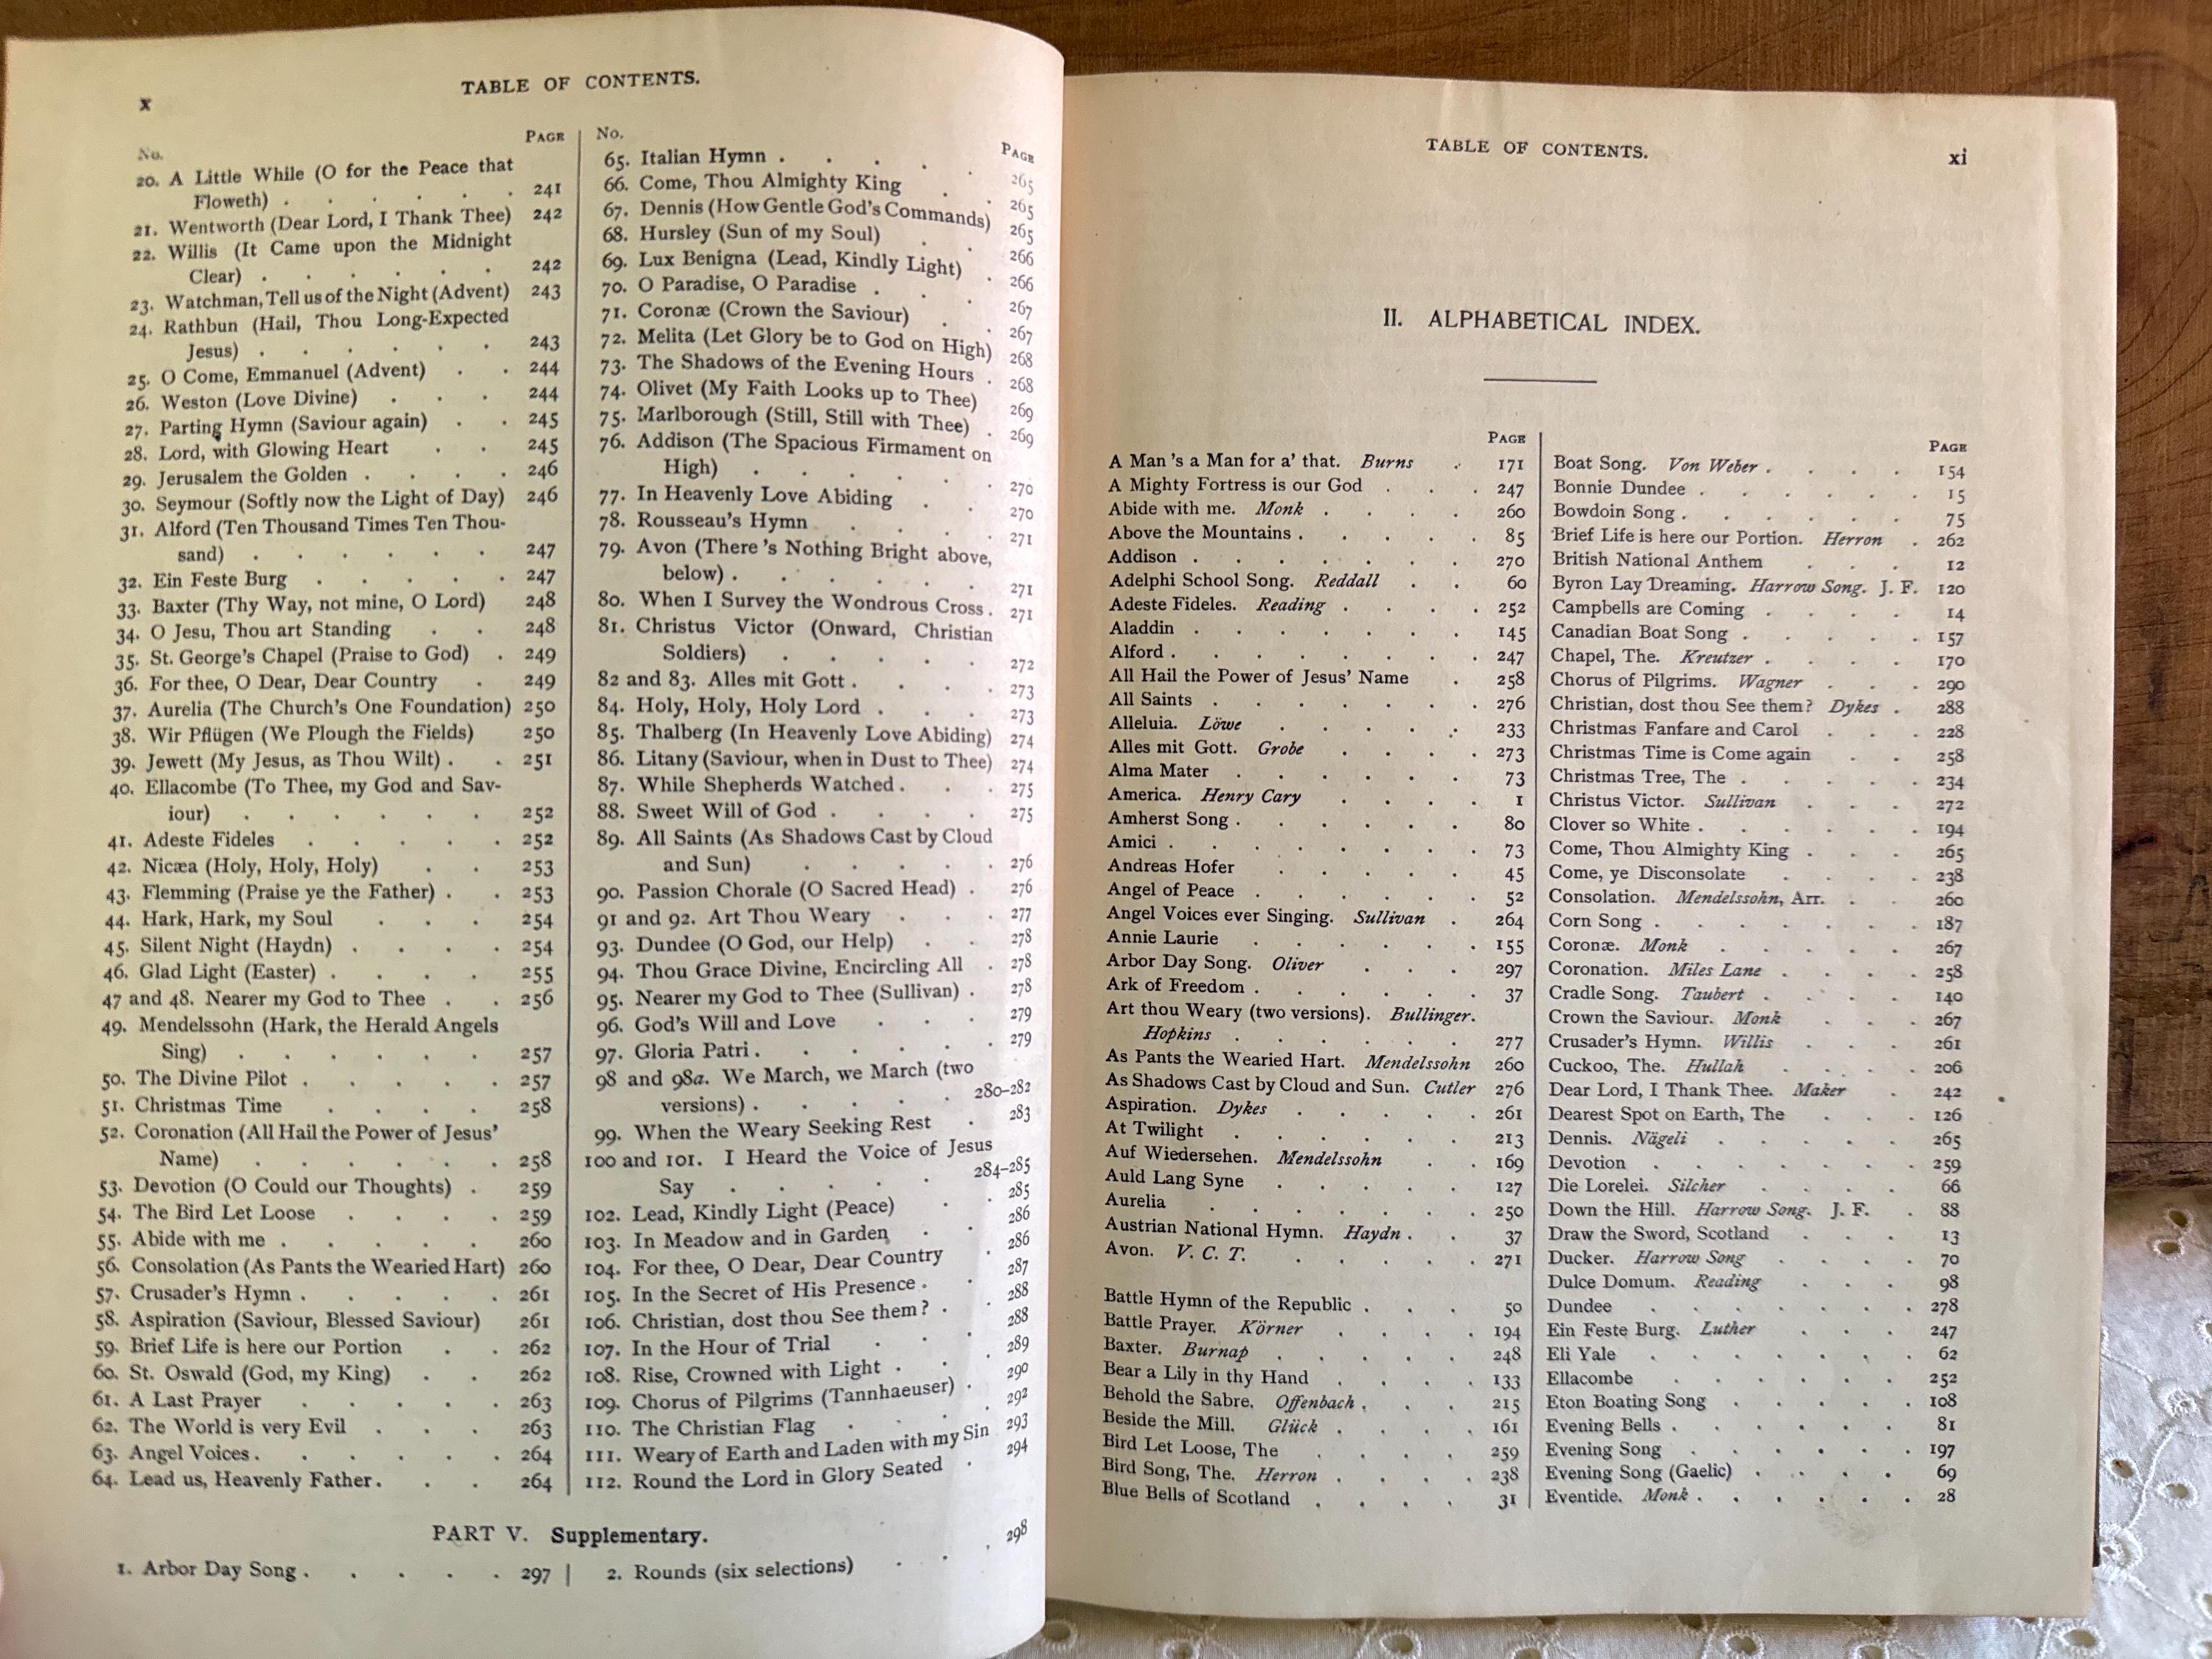 x
TABLE OF CONTENTS.
No.
PAGE
20. A Little While (O for the Peace that
Floweth) . . . . . . 241
21. Wentworth (Dear Lord, I Thank Thee) 242
22. Willis (It Came upon the Midnight
Clear) . . . . . . 242
23. Watchman, Tell us of the Night (Advent) 243
24. Rathbun (Hail, Thou Long-Expected
Jesus) . . . . . . 243
25. O Come, Emmanuel (Advent) . . 244
26. Weston (Love Divine) . . . 244
27. Parting Hymn (Saviour again) . . 245
28. Lord, with Glowing Heart . . 245
29. Jerusalem the Golden . . . . 246
30. Seymour (Softly now the Light of Day) 246
31. Alford (Ten Thousand Times Ten Thou-
sand) . . . . . . 247
32. Ein Feste Burg . . . . . 247
33. Baxter (Thy Way, not mine, O Lord) 248
34. O Jesu, Thou art Standing . . 248
35. St. George's Chapel (Praise to God) . 249
36. For thee, O Dear, Dear Country . 249
37. Aurelia (The Church's One Foundation) 250
38. Wir Pflügen (We Plough the Fields) 250
39. Jewett (My Jesus, as Thou Wilt) . . 251
40. Ellacombe (To Thee, my God and Sav-
iour) . . . . . . 252
41. Adeste Fideles . . . . . 252
42. Nicæa (Holy, Holy, Holy) . . 253
43. Flemming (Praise ye the Father) . . 253
44. Hark, Hark, my Soul . . . 254
45. Silent Night (Haydn) . . . . 254
46. Glad Light (Easter) . . . . 255
47 and 48. Nearer my God to Thee . . 256
49. Mendelssohn (Hark, the Herald Angels
Sing) . . . . . . 257
50. The Divine Pilot . . . . . 257
51. Christmas Time . . . . 258
52. Coronation (All Hail the Power of Jesus'
Name) . . . . . . 258
53. Devotion (O Could our Thoughts) . 259
54. The Bird Let Loose . . . . 259
55. Abide with me . . . . . 260
56. Consolation (As Pants the Wearied Hart) 260
57. Crusader's Hymn . . . . . 261
58. Aspiration (Saviour, Blessed Saviour) 261
59. Brief Life is here our Portion . . 262
60. St. Oswald (God, my King) . . 262
61. A Last Prayer . . . . . 263
62. The World is very Evil . . . 263
63. Angel Voices . . . . . . 264
64. Lead us, Heavenly Father . . . 264
No.
PAGE
65. Italian Hymn . . . . 265
66. Come, Thou Almighty King . . 265
67. Dennis (How Gentle God's Commands) 265
68. Hursley (Sun of my Soul) . . 266
69. Lux Benigna (Lead, Kindly Light) . 266
70. O Paradise, O Paradise . . . 267
71. Coronæ (Crown the Saviour) . . 267
72. Melita (Let Glory be to God on High) 268
73. The Shadows of the Evening Hours . 268
74. Olivet (My Faith Looks up to Thee) 269
75. Marlborough (Still, Still with Thee) . 269
76. Addison (The Spacious Firmament on
High) . . . . . . 270
77. In Heavenly Love Abiding . . 270
78. Rousseau's Hymn . . . . 271
79. Avon (There's Nothing Bright above,
below) . . . . . . 271
80. When I Survey the Wondrous Cross . 271
81. Christus Victor (Onward, Christian
Soldiers) . . . . . 272
82 and 83. Alles mit Gott . . . . 273
84. Holy, Holy, Holy Lord . . . . 273
85. Thalberg (In Heavenly Love Abiding) 274
86. Litany (Saviour, when in Dust to Thee) 274
87. While Shepherds Watched . . . 275
88. Sweet Will of God . . . . 275
89. All Saints (As Shadows Cast by Cloud
and Sun) . . . . . 276
90. Passion Chorale (O Sacred Head) . 276
91 and 92. Art Thou Weary . . . 277
93. Dundee (O God, our Help) . . 278
94. Thou Grace Divine, Encircling All . 278
95. Nearer my God to Thee (Sullivan) . 278
96. God's Will and Love . . . 279
97. Gloria Patri . . . . . 279
98 and 98a. We March, we March (two
versions) . . . . . 280–282
99. When the Weary Seeking Rest . 283
100 and 101. I Heard the Voice of Jesus
Say . . . . . 284–285
102. Lead, Kindly Light (Peace) . . 285
103. In Meadow and in Garden . . 286
104. For thee, O Dear, Dear Country . 286
105. In the Secret of His Presence . . 287
106. Christian, dost thou See them? . . 288
107. In the Hour of Trial . . . 288
108. Rise, Crowned with Light . . . 289
109. Chorus of Pilgrims (Tannhaeuser) . 290
110. The Christian Flag . . . 292
111. Weary of Earth and Laden with my Sin 293
112. Round the Lord in Glory Seated . 294
PART V. Supplementary.
1. Arbor Day Song . . . . . 297
2. Rounds (six selections) . . . 298
TABLE OF CONTENTS.
xi
II. ALPHABETICAL INDEX.
PAGE
A Man's a Man for a' that. Burns . 171
A Mighty Fortress is our God . . . 247
Abide with me. Monk . . . . 260
Above the Mountains . . . . . 85
Addison . . . . . . . 270
Adelphi School Song. Reddall . . 60
Adeste Fideles. Reading . . . . 252
Aladdin . . . . . . . 145
Alford . . . . . . . . 247
All Hail the Power of Jesus' Name . 258
All Saints . . . . . . . 276
Alleluia. Löwe . . . . . 233
Alles mit Gott. Grobe . . . . 273
Alma Mater . . . . . . 73
America. Henry Cary . . . . 1
Amherst Song . . . . . . 80
Amici . . . . . . . . 73
Andreas Hofer . . . . . 45
Angel of Peace . . . . . . 52
Angel Voices ever Singing. Sullivan . 264
Annie Laurie . . . . . . 155
Arbor Day Song. Oliver . . . 297
Ark of Freedom . . . . . . 37
Art thou Weary (two versions). Bullinger.
Hopkins . . . . . . 277
As Pants the Wearied Hart. Mendelssohn 260
As Shadows Cast by Cloud and Sun. Cutler 276
Aspiration. Dykes . . . . . 261
At Twilight . . . . . . 213
Auf Wiedersehen. Mendelssohn . . 169
Auld Lang Syne . . . . . 127
Aurelia . . . . . . . 250
Austrian National Hymn. Haydn . . 37
Avon. V. C. T. . . . . . 271
Battle Hymn of the Republic . . . 50
Battle Prayer. Körner . . . . 194
Baxter. Burnap . . . . . 248
Bear a Lily in thy Hand . . . . 133
Behold the Sabre. Offenbach . . . 215
Beside the Mill. Glück . . . . 161
Bird Let Loose, The . . . . 259
Bird Song, The. Herron . . . . 238
Blue Bells of Scotland . . . . 31
PAGE
Boat Song. Von Weber . . . . 154
Bonnie Dundee . . . . . . 15
Bowdoin Song . . . . . . 75
Brief Life is here our Portion. Herron . 262
British National Anthem . . . 12
Byron Lay Dreaming. Harrow Song. J. F. 120
Campbells are Coming . . . . 14
Canadian Boat Song . . . . . 157
Chapel, The. Kreutzer . . . . 170
Chorus of Pilgrims. Wagner . . . 290
Christian, dost thou See them? Dykes . 288
Christmas Fanfare and Carol . . . 228
Christmas Time is Come again . . 258
Christmas Tree, The . . . . . 234
Christus Victor. Sullivan . . . 272
Clover so White . . . . . . 194
Come, Thou Almighty King . . . 265
Come, ye Disconsolate . . . . 238
Consolation. Mendelssohn, Arr. . . 260
Corn Song . . . . . . . 187
Coronæ. Monk . . . . . 267
Coronation. Miles Lane . . . . 258
Cradle Song. Taubert . . . . 140
Crown the Saviour. Monk . . . 267
Crusader's Hymn. Willis . . . 261
Cuckoo, The. Hullah . . . . 206
Dear Lord, I Thank Thee. Maker . 242
Dearest Spot on Earth, The . . . 126
Dennis. Nägeli . . . . . 265
Devotion . . . . . . . 259
Die Lorelei. Silcher . . . . 66
Down the Hill. Harrow Song. J. F. . 88
Draw the Sword, Scotland . . . 13
Ducker. Harrow Song . . . . 70
Dulce Domum. Reading . . . 98
Dundee . . . . . . . 278
Ein Feste Burg. Luther . . . 247
Eli Yale . . . . . . . 62
Ellacombe . . . . . . 252
Eton Boating Song . . . . . 108
Evening Bells . . . . . . 81
Evening Song . . . . . . 197
Evening Song (Gaelic) . . . . 69
Eventide. Monk . . . . . . 28